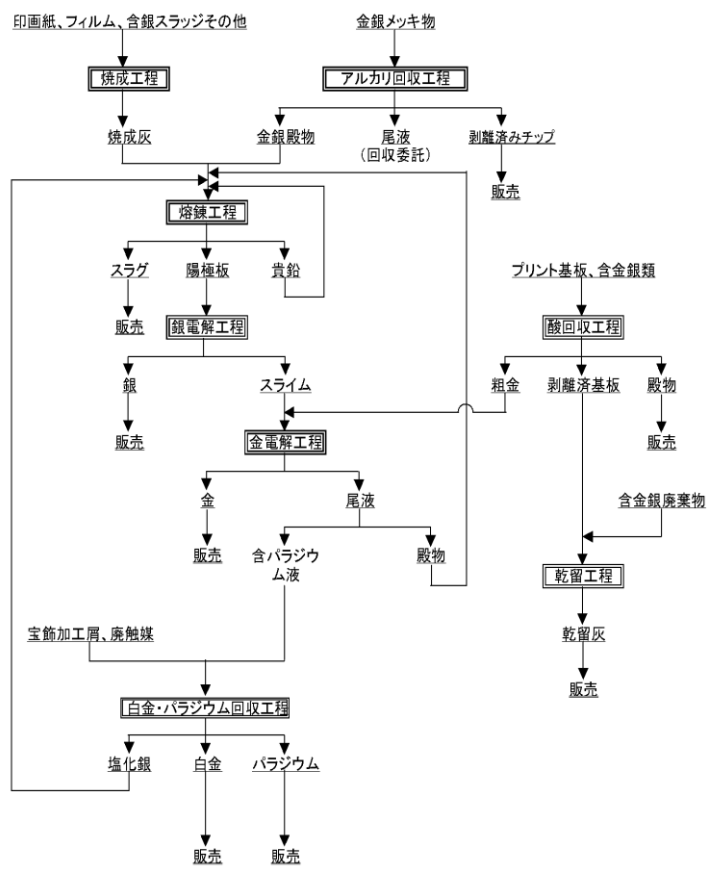 印画紙、フィルム、含銀スラッジその他
金銀メッキ物
焼成工程
アルカリ回収工程
焼成灰
金銀殿物
尾液
(回収委託)
剥離済みチップ
販売
熔錬工程
スラグ
陽極板
貴鉛
プリント基板、含金銀類
販売
銀電解工程
酸回収工程
銀
スライム
粗金
剥離済基板
殿物
販売
販売
金電解工程
金
尾液
含金銀廃棄物
販売
含パラジウ
ム液
殿物
乾留工程
宝飾加工屑、廃触媒
乾留灰
販売
白金・パラジウム回収工程
塩化銀
白金
パラジウム
販売
販売